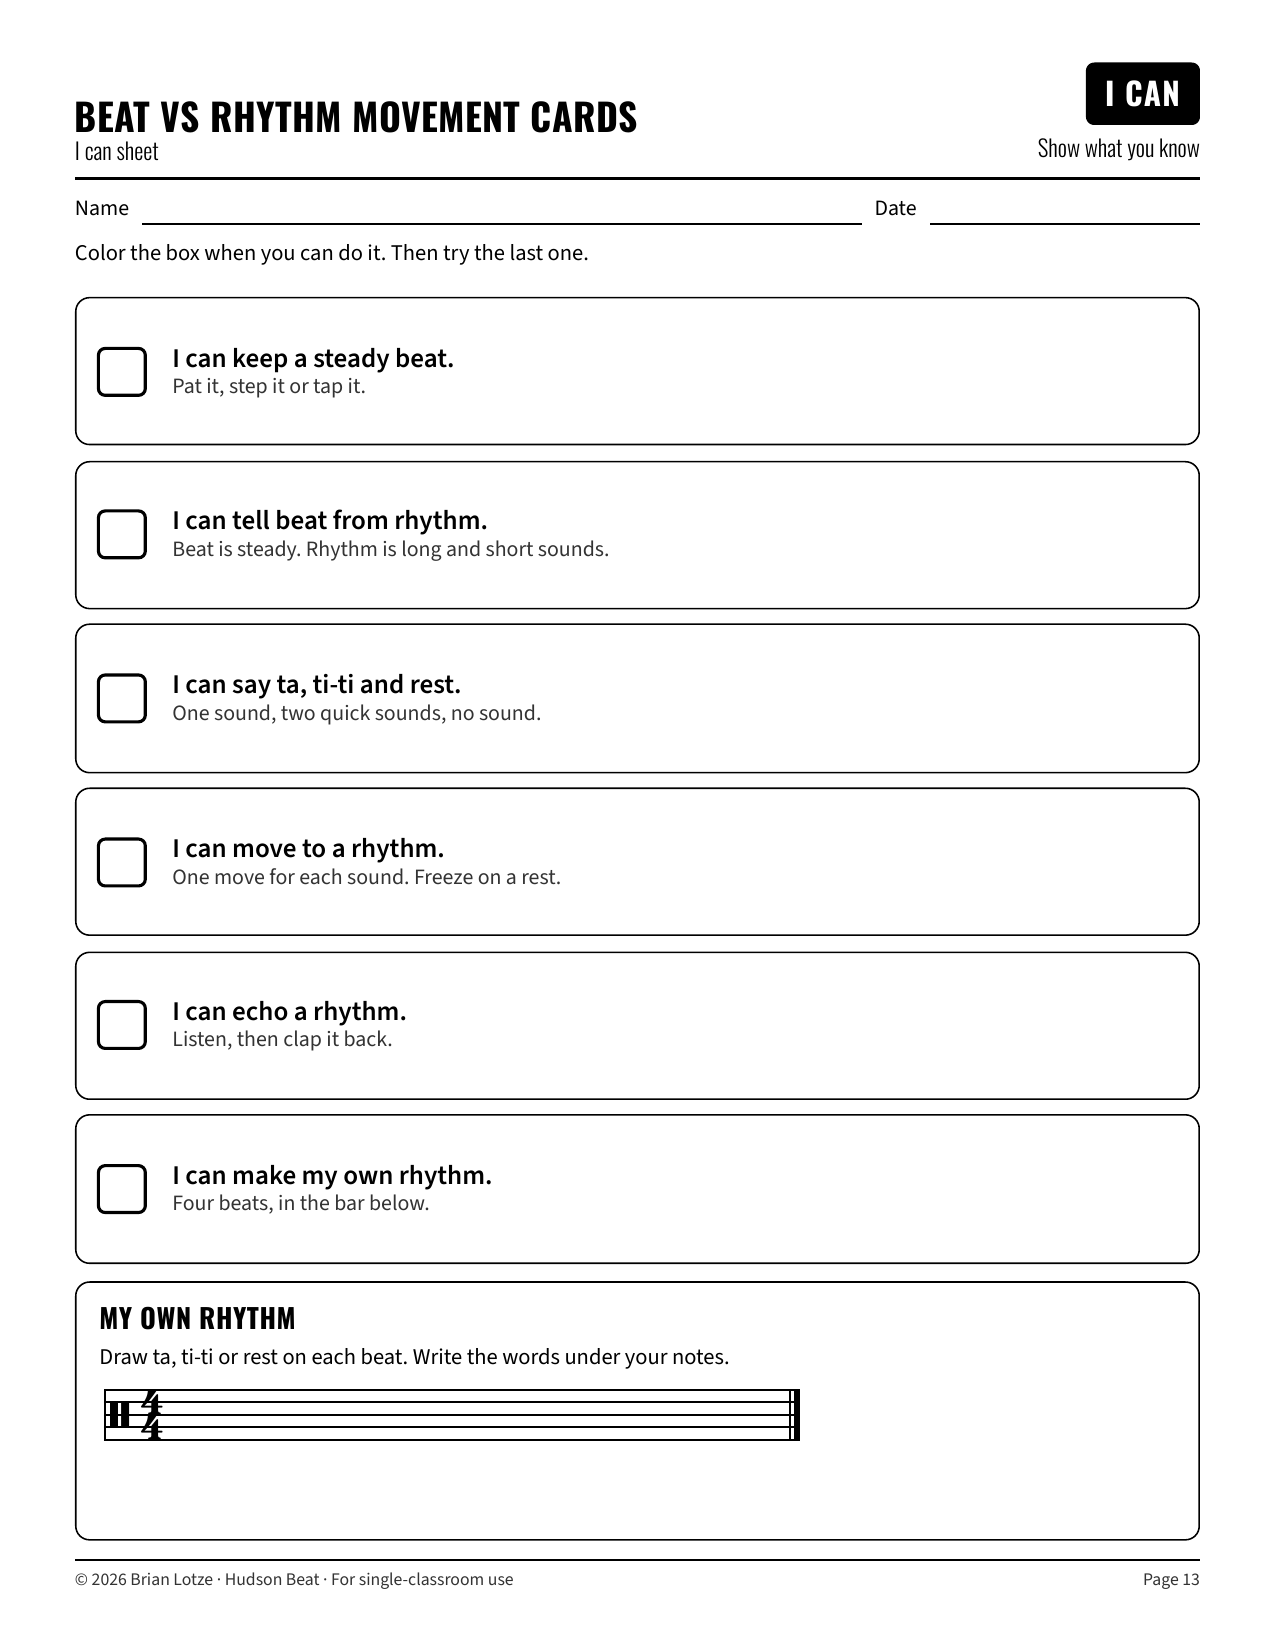 BEAT VS RHYTHM MOVEMENT CARDS
I can sheet
I CAN
Show what you know
Name
Date
Color the box when you can do it. Then try the last one.
I can keep a steady beat.
Pat it, step it or tap it.
I can tell beat from rhythm.
Beat is steady. Rhythm is long and short sounds.
I can say ta, ti-ti and rest.
One sound, two quick sounds, no sound.
I can move to a rhythm.
One move for each sound. Freeze on a rest.
I can echo a rhythm.
Listen, then clap it back.
I can make my own rhythm.
Four beats, in the bar below.
MY OWN RHYTHM
Draw ta, ti-ti or rest on each beat. Write the words under your notes.
4
4
© 2026 Brian Lotze · Hudson Beat · For single-classroom use
Page 13